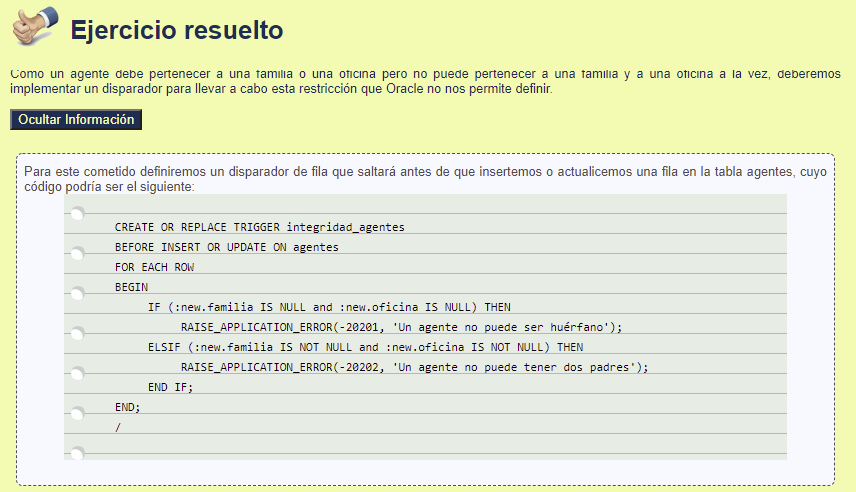 Ejercicio resuelto
Como un agente debe pertenecer a una familia o una oficina pero no puede pertenecer a una familia y a una oficina a la vez, deberemos
implementar un disparador para llevar a cabo esta restricción que Oracle no nos permite definir.
Ocultar Información
Para este cometido definiremos un disparador de fila que saltará antes de que insertemos o actualicemos una fila en la tabla agentes, cuyo
código podría ser el siguiente:
CREATE OR REPLACE TRIGGER integridad_agentes
BEFORE INSERT OR UPDATE ON agentes
FOR EACH ROW
BEGIN
IF (:new.familia IS NULL and :new.oficina IS NULL) THEN
RAISE_APPLICATION_ERROR(-20201, 'Un agente no puede ser huérfano');
ELSIF (:new.familia IS NOT NULL and :new.oficina IS NOT NULL) THEN
RAISE_APPLICATION_ERROR(-20202, 'Un agente no puede tener dos padres');
END IF;
END;
/